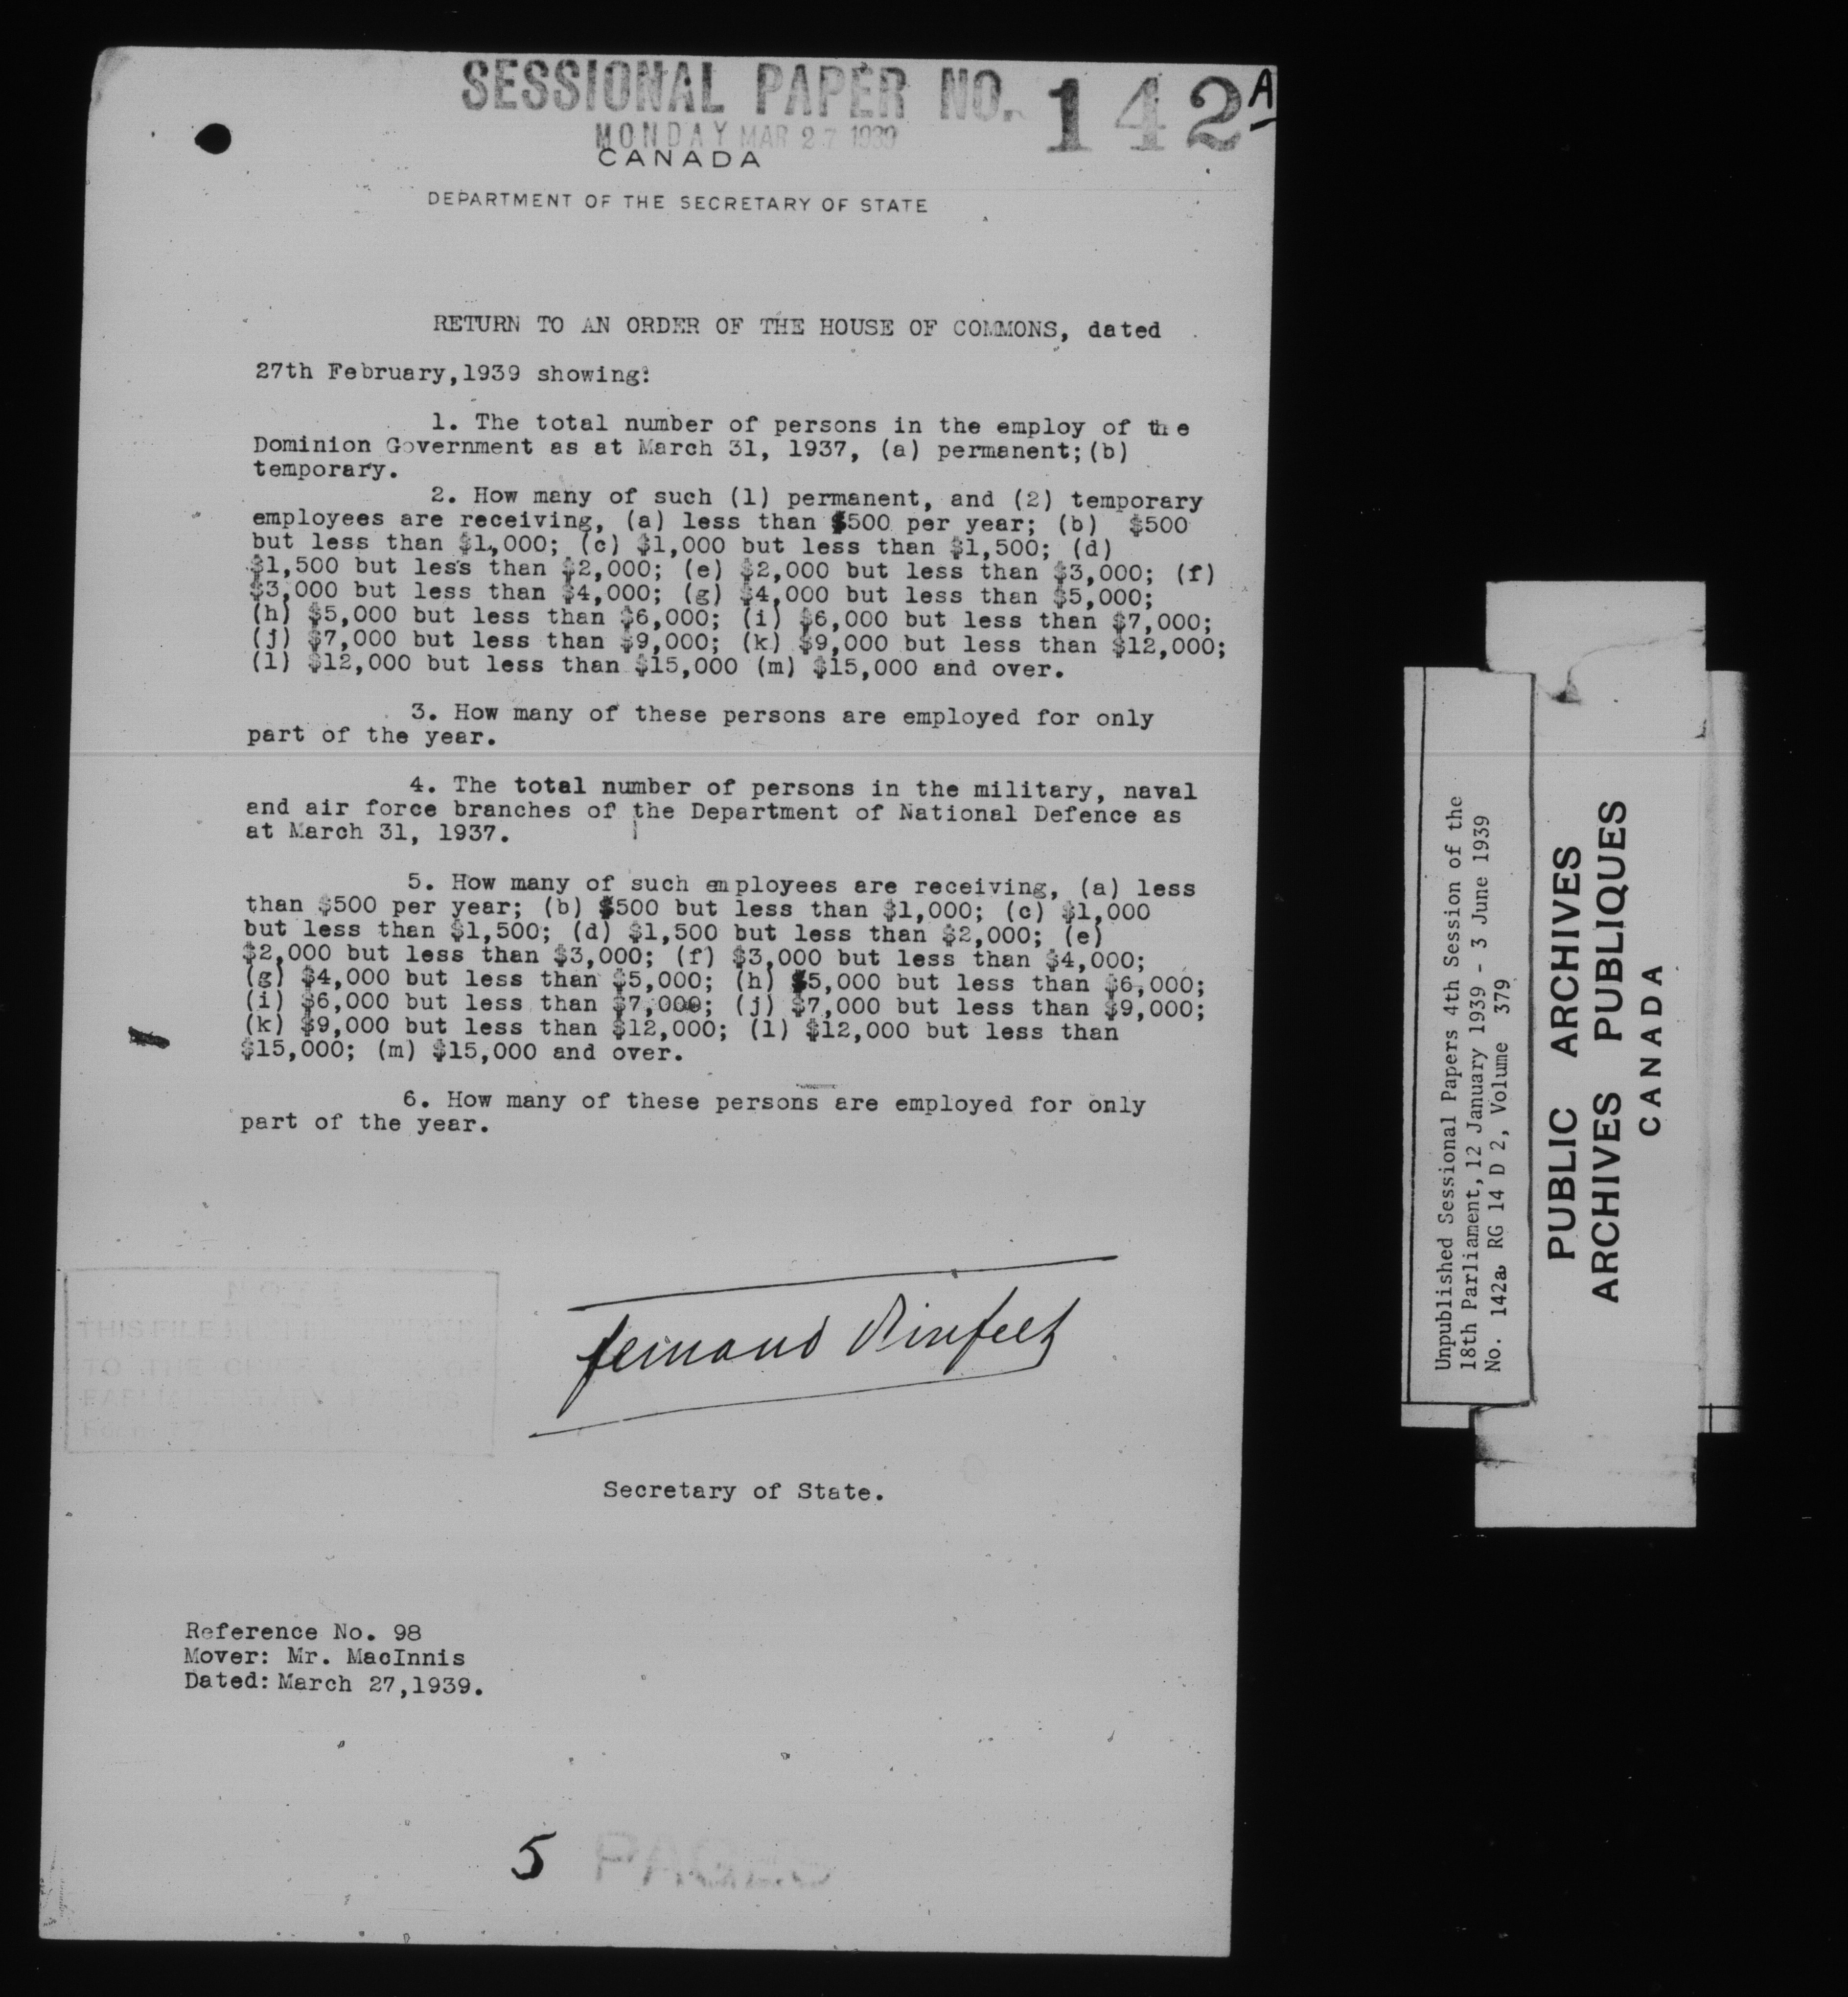 SESSIONAL PAPER NO. 142A
MONDAY MAR 27 1939
CANADA
DEPARTMENT OF THE SECRETARY OF STATE
RETURN TO AN ORDER OF THE HOUSE OF COMMONS, dated
27th February,1939 showing:
1. The total number of persons in the employ of the
Dominion Government as at March 31, 1937, (a) permanent;(b)
temporary.
2. How many of such (1) permanent, and (2) temporary
employees are receiving, (a) less than $500 per year; (b) $500
but less than $1,000; (c) $1,000 but less than $1,500; (d)
$1,500 but less than $2,000; (e) $2,000 but less than $3,000; (f)
$3,000 but less than $4,000; (g) $4,000 but less than $5,000;
(h) $5,000 but less than $6,000; (i) $6,000 but less than $7,000;
(j) $7,000 but less than $9,000; (k) $9,000 but less than $12,000;
(l) $12,000 but less than $15,000 (m) $15,000 and over.
3. How many of these persons are employed for only
part of the year.
4. The total number of persons in the military, naval
and air force branches of the Department of National Defence as
at March 31, 1937.
5. How many of such employees are receiving, (a) less
than $500 per year; (b) $500 but less than $1,000; (c) $1,000
but less than $1,500; (d) $1,500 but less than $2,000; (e)
$2,000 but less than $3,000; (f) $3,000 but less than $4,000;
(g) $4,000 but less than $5,000; (h) $5,000 but less than $6,000;
(i) $6,000 but less than $7,000; (j) $7,000 but less than $9,000;
(k) $9,000 but less than $12,000; (l) $12,000 but less than
$15,000; (m) $15,000 and over.
6. How many of these persons are employed for only
part of the year.
THIS FILE
TO THE
Fernand Rinfret
Secretary of State.
Reference No. 98
Mover: Mr. MacInnis
Dated: March 27,1939.
5 PAGES
Unpublished Sessional Papers 4th Session of the
18th Parliament, 12 January 1939 - 3 June 1939
No. 142a, RG 14 D 2, Volume 379
PUBLIC ARCHIVES
ARCHIVES PUBLIQUES
CANADA